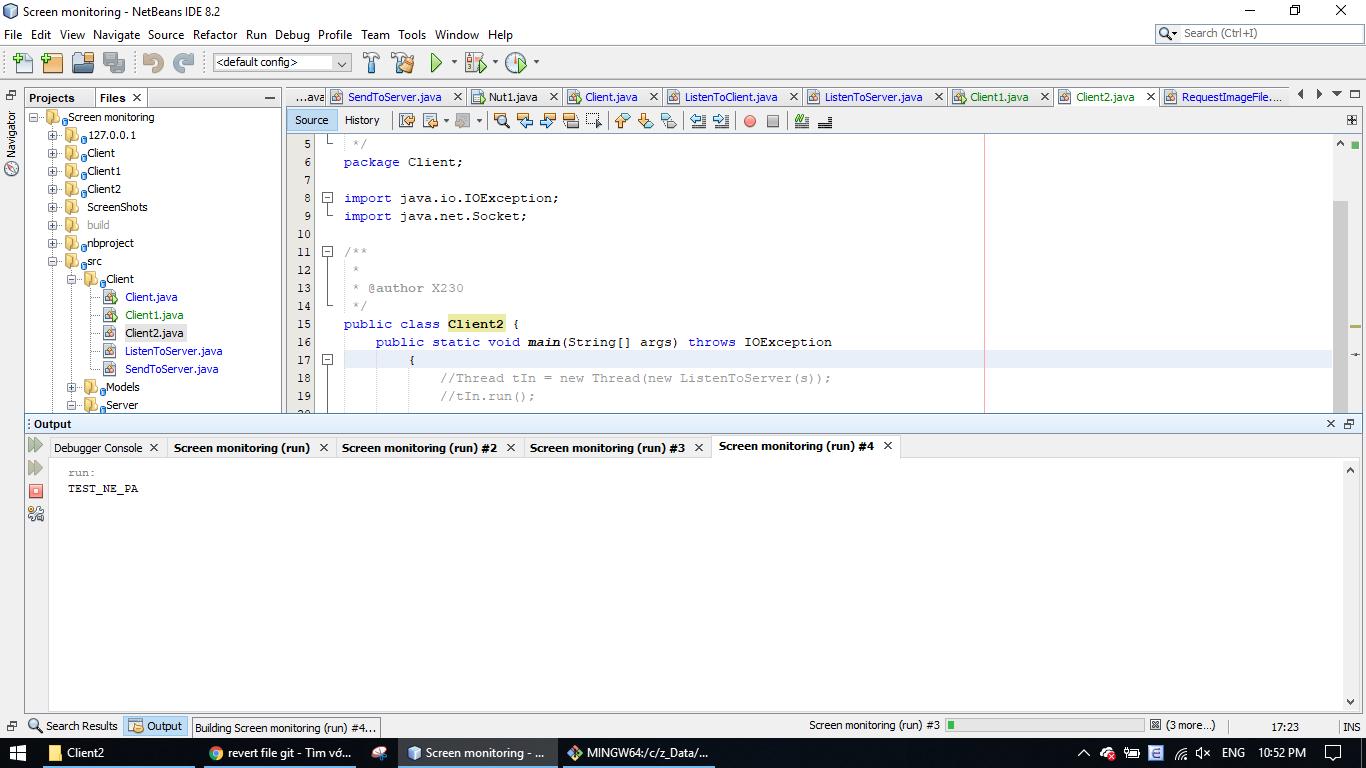 Screen monitoring - NetBeans IDE 8.2
File Edit View Navigate Source Refactor Run Debug Profile Team Tools Window Help
Search (Ctrl+I)
<default config>
Projects
Files
...ava
SendToServer.java
Nut1.java
Client.java
ListenToClient.java
ListenToServer.java
Client1.java
Client2.java
RequestImageFile....
Navigator
Screen monitoring
127.0.0.1
Client
Client1
Client2
ScreenShots
build
nbproject
src
Client
Client.java
Client1.java
Client2.java
ListenToServer.java
SendToServer.java
Models
Server
Source History
5 */
6 package Client;
7
8 import java.io.IOException;
9 import java.net.Socket;
10
11 /**
12 *
13 * @author X230
14 */
15 public class Client2 {
16 public static void main(String[] args) throws IOException
17 {
18 //Thread tIn = new Thread(new ListenToServer(s));
19 //tIn.run();
20
Output
Debugger Console
Screen monitoring (run)
Screen monitoring (run) #2
Screen monitoring (run) #3
Screen monitoring (run) #4
run:
TEST_NE_PA
Search Results
Output
Building Screen monitoring (run) #4...
Screen monitoring (run) #3
(3 more...)
17:23
INS
Client2
revert file git - Tìm vớ...
Screen monitoring - ...
MINGW64:/c/z_Data/...
ENG
10:52 PM